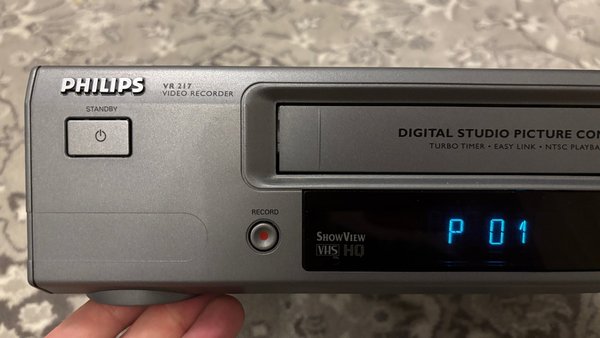 PHILIPS
VR 217
VIDEO RECORDER
STANDBY
DIGITAL STUDIO PICTURE CON
TURBO TIMER • EASY LINK • NTSC PLAYBA
RECORD
SHOWVIEW
VHS HQ
P 01